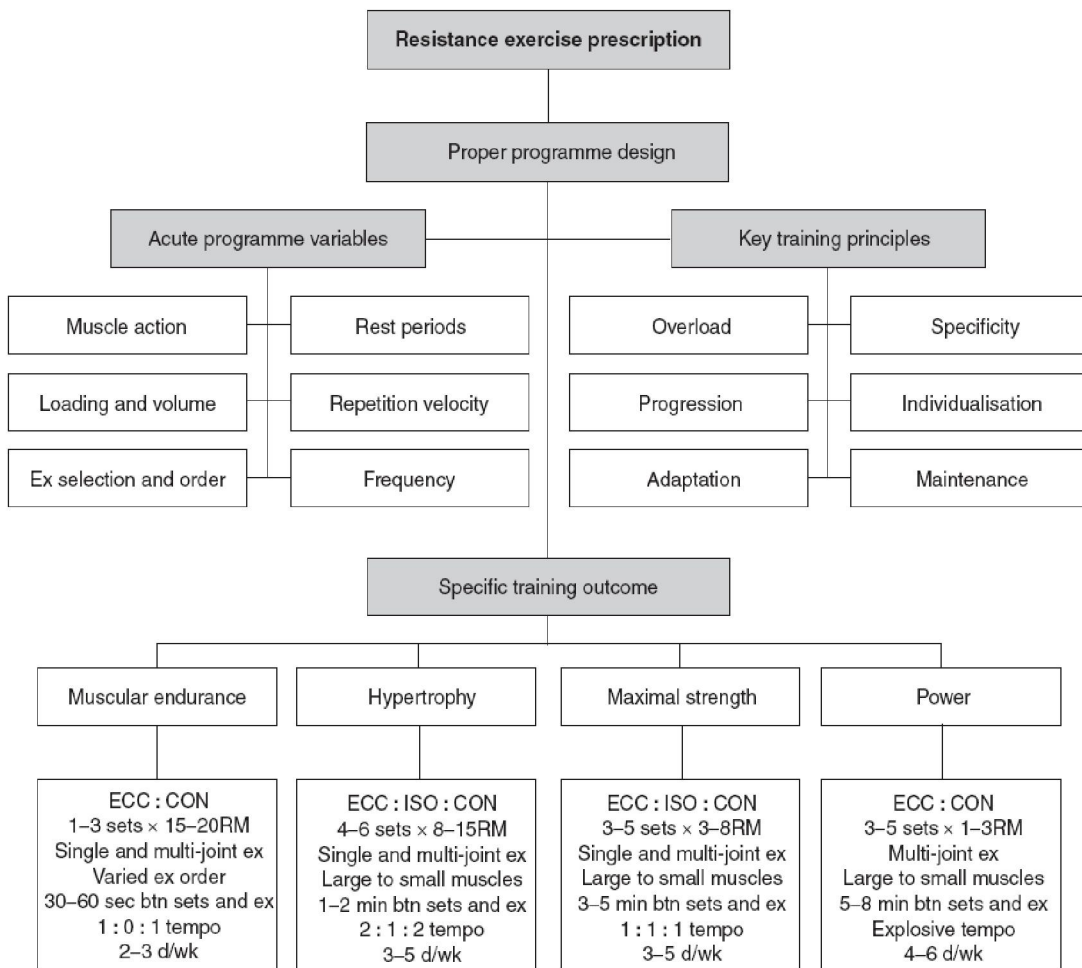 Resistance exercise prescription
Proper programme design
Acute programme variables
Key training principles
Muscle action
Rest periods
Overload
Specificity
Loading and volume
Repetition velocity
Progression
Individualisation
Ex selection and order
Frequency
Adaptation
Maintenance
Specific training outcome
Muscular endurance
Hypertrophy
Maximal strength
Power
ECC : CON
1–3 sets × 15–20RM
Single and multi-joint ex
Varied ex order
30–60 sec btn sets and ex
1 : 0 : 1 tempo
2–3 d/wk
ECC : ISO : CON
4–6 sets × 8–15RM
Single and multi-joint ex
Large to small muscles
1–2 min btn sets and ex
2 : 1 : 2 tempo
3–5 d/wk
ECC : ISO : CON
3–5 sets × 3–8RM
Single and multi-joint ex
Large to small muscles
3–5 min btn sets and ex
1 : 1 : 1 tempo
3–5 d/wk
ECC : CON
3–5 sets × 1–3RM
Multi-joint ex
Large to small muscles
5–8 min btn sets and ex
Explosive tempo
4–6 d/wk